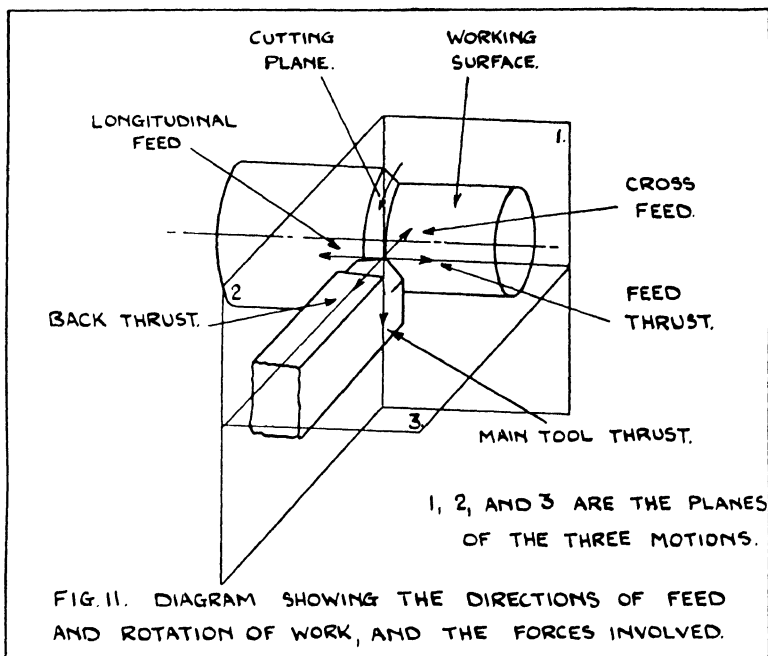 CUTTING
PLANE.
WORKING
SURFACE.
LONGITUDINAL
FEED
1.
CROSS
FEED.
2
BACK THRUST.
FEED
THRUST.
3.
MAIN TOOL THRUST.
1, 2, AND 3 ARE THE PLANES
OF THE THREE MOTIONS.
FIG. 11. DIAGRAM SHOWING THE DIRECTIONS OF FEED
AND ROTATION OF WORK, AND THE FORCES INVOLVED.